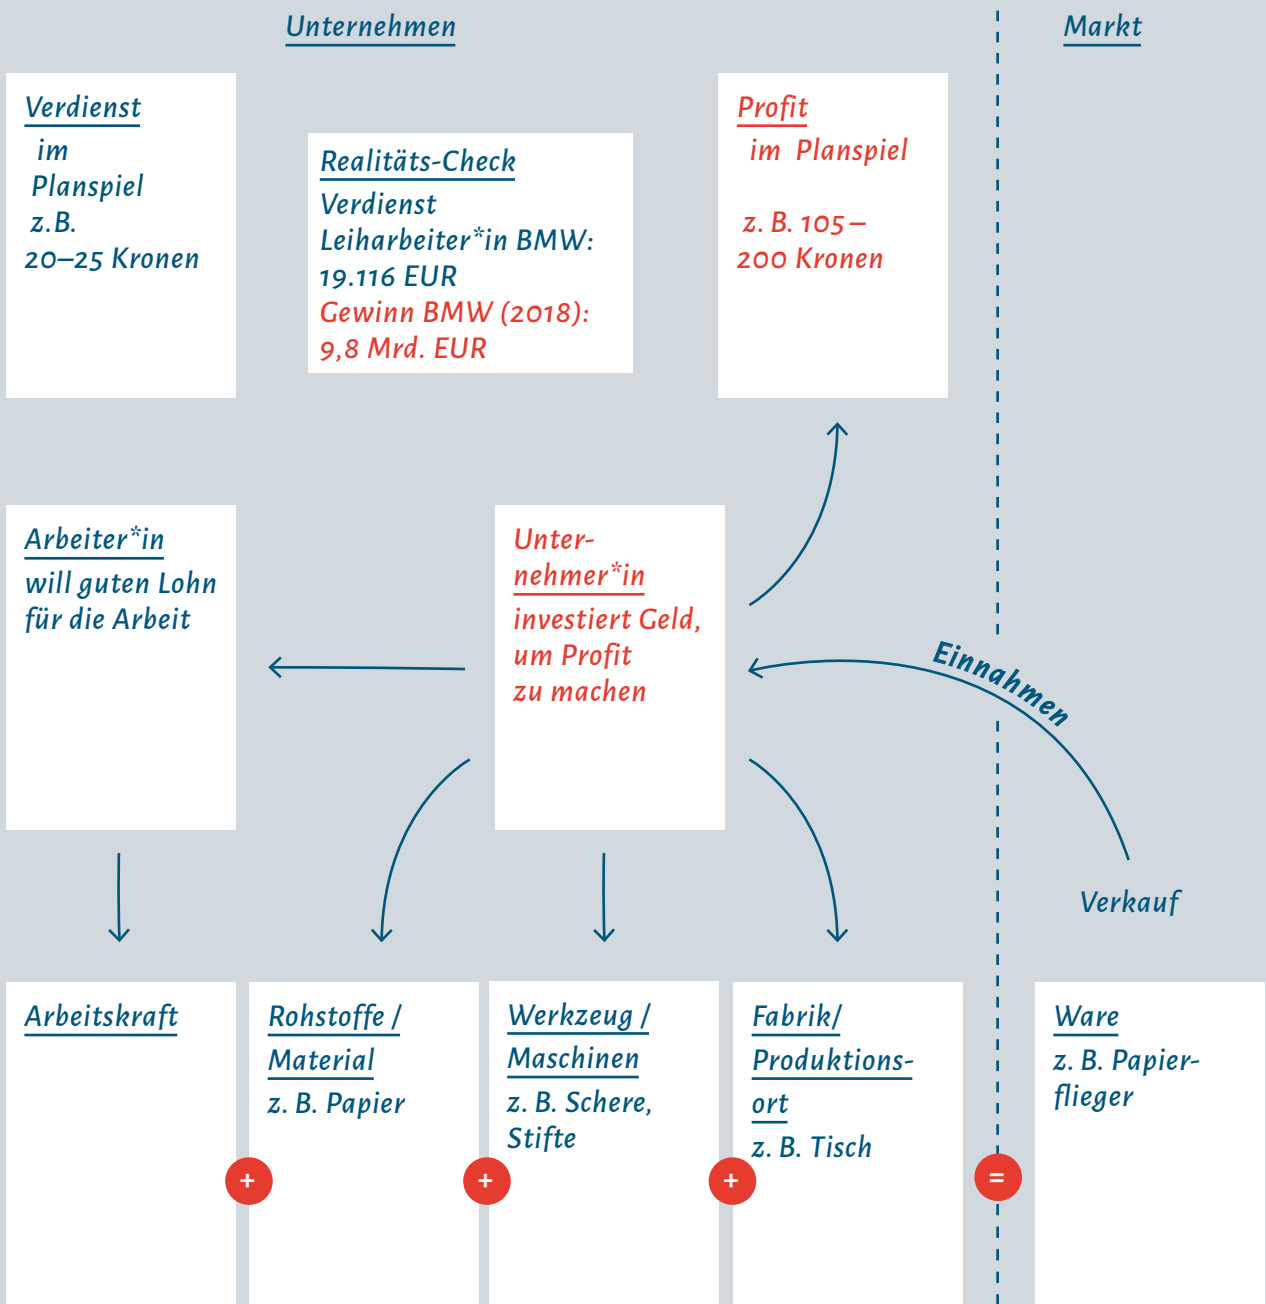 Unternehmen
Markt
Verdienst
im
Planspiel
z.B.
20–25 Kronen
Realitäts-Check
Verdienst
Leiharbeiter*in BMW:
19.116 EUR
Gewinn BMW (2018):
9,8 Mrd. EUR
Profit
im Planspiel
z. B. 105 –
200 Kronen
Arbeiter*in
will guten Lohn
für die Arbeit
Unter-
nehmer*in
investiert Geld,
um Profit
zu machen
Einnahmen
Verkauf
Arbeitskraft
+
Rohstoffe /
Material
z. B. Papier
+
Werkzeug /
Maschinen
z. B. Schere,
Stifte
+
Fabrik/
Produktions-
ort
z. B. Tisch
=
Ware
z. B. Papier-
flieger